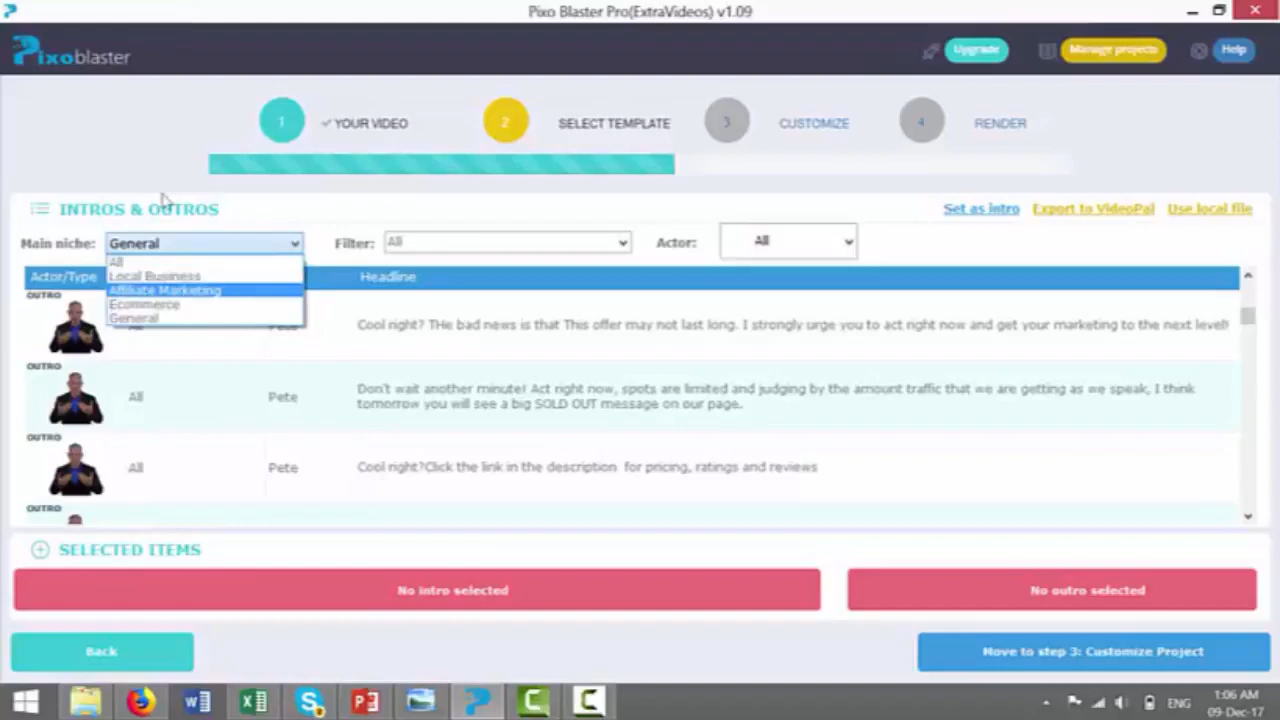 Pixo Blaster Pro(ExtraVideos) v1.09
Pixoblaster
Upgrade
Manage projects
Help
1
✓ YOUR VIDEO
2
SELECT TEMPLATE
3
CUSTOMIZE
4
RENDER
INTROS & OUTROS
Set as intro
Export to VideoPal
Use local file
Main niche:
General
Filter:
All
Actor:
All
All
Local Business
Affiliate Marketing
Ecommerce
General
Actor/Type
Headline
OUTRO
Cool right? THe bad news is that This offer may not last long. I strongly urge you to act right now and get your marketing to the next level!
OUTRO
All
Pete
Don't wait another minute! Act right now, spots are limited and judging by the amount traffic that we are getting as we speak, I think
tomorrow you will see a big SOLD OUT message on our page.
OUTRO
All
Pete
Cool right?Click the link in the description for pricing, ratings and reviews
OUTRO
SELECTED ITEMS
No intro selected
No outro selected
Back
Move to step 3: Customize Project
ENG
1:06 AM
09-Dec-17